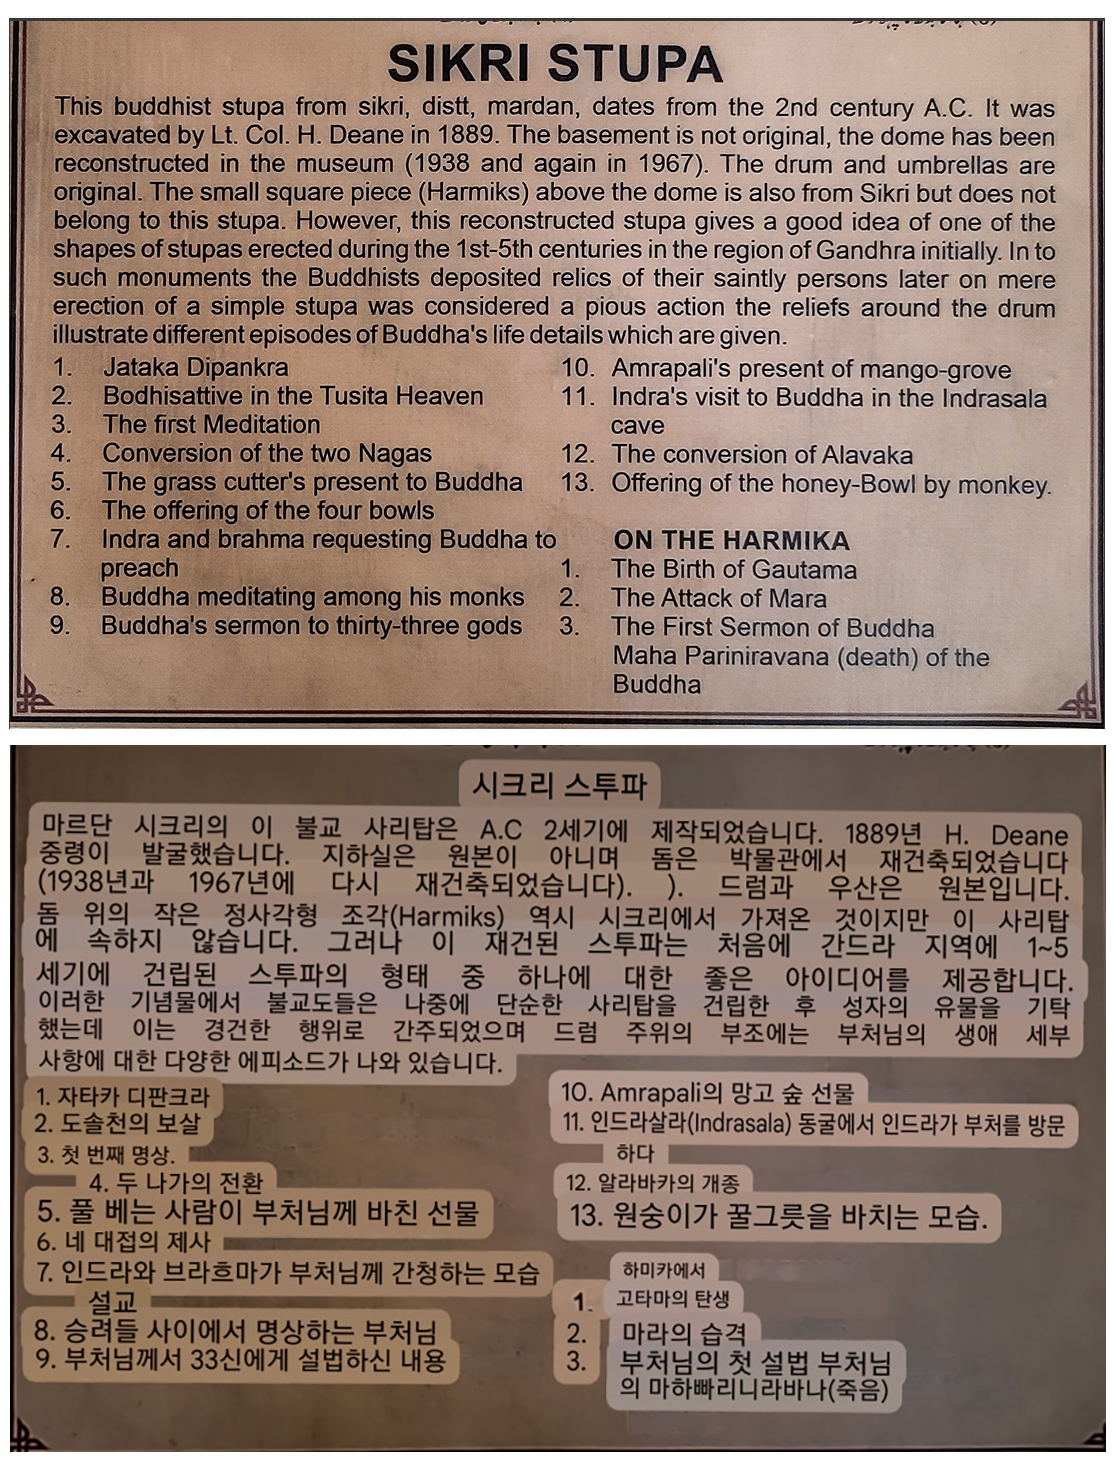 SIKRI STUPA
This buddhist stupa from sikri, distt, mardan, dates from the 2nd century A.C. It was
excavated by Lt. Col. H. Deane in 1889. The basement is not original, the dome has been
reconstructed in the museum (1938 and again in 1967). The drum and umbrellas are
original. The small square piece (Harmiks) above the dome is also from Sikri but does not
belong to this stupa. However, this reconstructed stupa gives a good idea of one of the
shapes of stupas erected during the 1st-5th centuries in the region of Gandhra initially. In to
such monuments the Buddhists deposited relics of their saintly persons later on mere
erection of a simple stupa was considered a pious action the reliefs around the drum
illustrate different episodes of Buddha's life details which are given.
1. Jataka Dipankra
2. Bodhisattive in the Tusita Heaven
3. The first Meditation
4. Conversion of the two Nagas
5. The grass cutter's present to Buddha
6. The offering of the four bowls
7. Indra and brahma requesting Buddha to
preach
8. Buddha meditating among his monks
9. Buddha's sermon to thirty-three gods
10. Amrapali's present of mango-grove
11. Indra's visit to Buddha in the Indrasala
cave
12. The conversion of Alavaka
13. Offering of the honey-Bowl by monkey.
ON THE HARMIKA
1. The Birth of Gautama
2. The Attack of Mara
3. The First Sermon of Buddha
Maha Pariniravana (death) of the
Buddha
시크리 스투파
마르단 시크리의 이 불교 사리탑은 A.C 2세기에 제작되었습니다. 1889년 H. Deane
중령이 발굴했습니다. 지하실은 원본이 아니며 돔은 박물관에서 재건축되었습니다
(1938년과 1967년에 다시 재건축되었습니다). ). 드럼과 우산은 원본입니다.
돔 위의 작은 정사각형 조각(Harmiks) 역시 시크리에서 가져온 것이지만 이 사리탑
에 속하지 않습니다. 그러나 이 재건된 스투파는 처음에 간드라 지역에 1~5
세기에 건립된 스투파의 형태 중 하나에 대한 좋은 아이디어를 제공합니다.
이러한 기념물에서 불교도들은 나중에 단순한 사리탑을 건립한 후 성자의 유물을 기탁
했는데 이는 경건한 행위로 간주되었으며 드럼 주위의 부조에는 부처님의 생애 세부
사항에 대한 다양한 에피소드가 나와 있습니다.
1. 자타카 디판크라
2. 도솔천의 보살
3. 첫 번째 명상.
4. 두 나가의 전환
5. 풀 베는 사람이 부처님께 바친 선물
6. 네 대접의 제사
7. 인드라와 브라흐마가 부처님께 간청하는 모습
설교
8. 승려들 사이에서 명상하는 부처님
9. 부처님께서 33신에게 설법하신 내용
10. Amrapali의 망고 숲 선물
11. 인드라살라(Indrasala) 동굴에서 인드라가 부처를 방문
하다
12. 알라바카의 개종
13. 원숭이가 꿀그릇을 바치는 모습.
하미카에서
1. 고타마의 탄생
2. 마라의 습격
3. 부처님의 첫 설법 부처님
의 마하빠리니라바나(죽음)